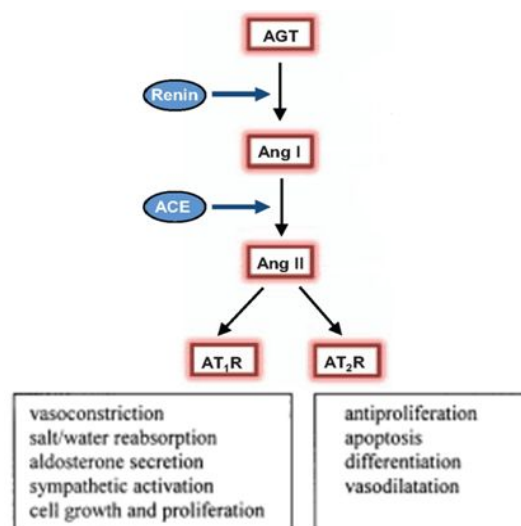 AGT
Renin
Ang I
ACE
Ang II
AT₁R
AT₂R
vasoconstriction
salt/water reabsorption
aldosterone secretion
sympathetic activation
cell growth and proliferation
antiproliferation
apoptosis
differentiation
vasodilatation